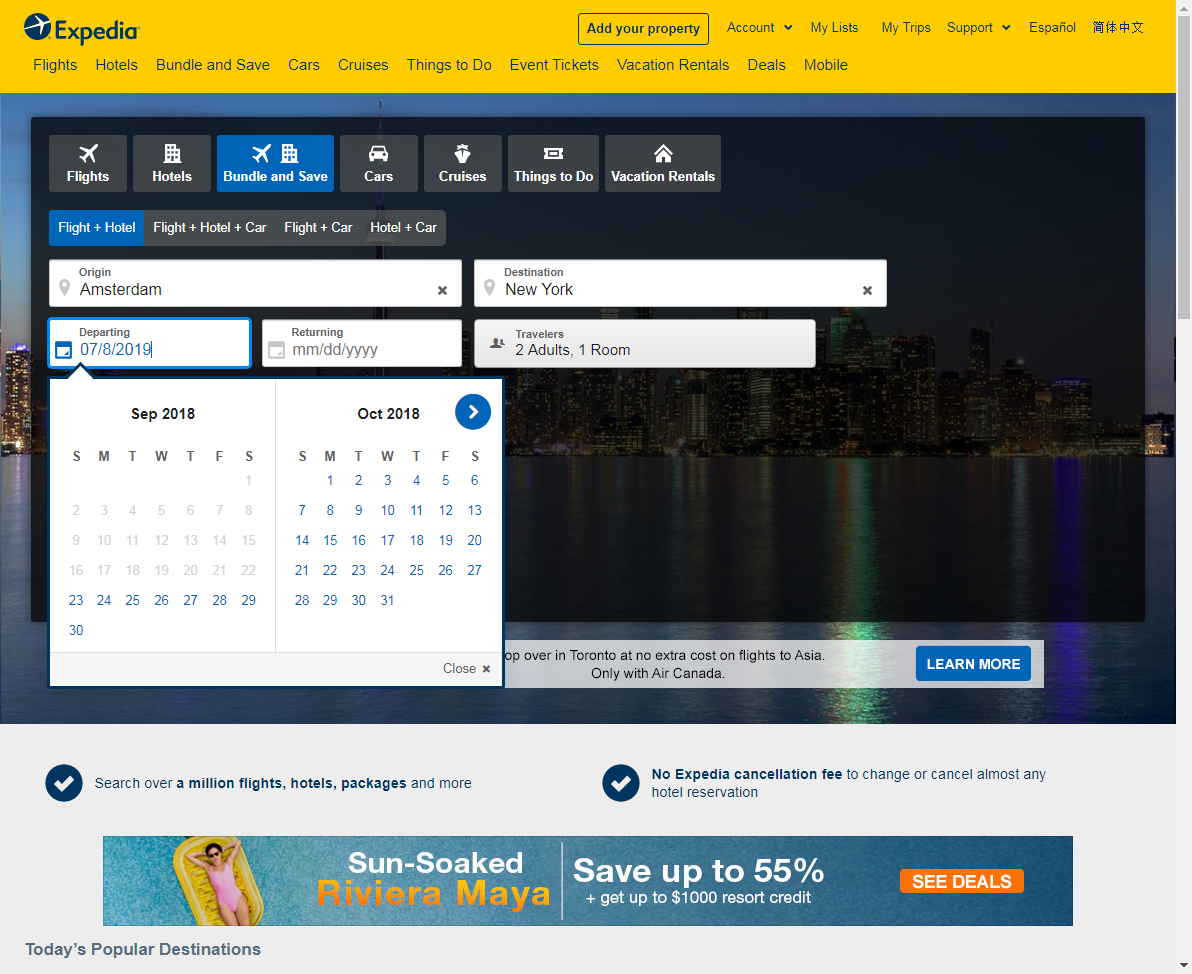 Expedia
Add your property
Account
My Lists
My Trips
Support
Español
简体中文
Flights
Hotels
Bundle and Save
Cars
Cruises
Things to Do
Event Tickets
Vacation Rentals
Deals
Mobile
Flights
Hotels
Bundle and Save
Cars
Cruises
Things to Do
Vacation Rentals
Flight + Hotel
Flight + Hotel + Car
Flight + Car
Hotel + Car
Origin
Amsterdam
Destination
New York
Departing
07/8/2019
Returning
mm/dd/yyyy
Travelers
2 Adults, 1 Room
Sep 2018
S M T W T F S
1
2 3 4 5 6 7 8
9 10 11 12 13 14 15
16 17 18 19 20 21 22
23 24 25 26 27 28 29
30
Oct 2018
S M T W T F S
1 2 3 4 5 6
7 8 9 10 11 12 13
14 15 16 17 18 19 20
21 22 23 24 25 26 27
28 29 30 31
Close
op over in Toronto at no extra cost on flights to Asia.
Only with Air Canada.
LEARN MORE
Search over a million flights, hotels, packages and more
No Expedia cancellation fee to change or cancel almost any
hotel reservation
Sun-Soaked
Riviera Maya
Save up to 55%
+ get up to $1000 resort credit
SEE DEALS
Today's Popular Destinations